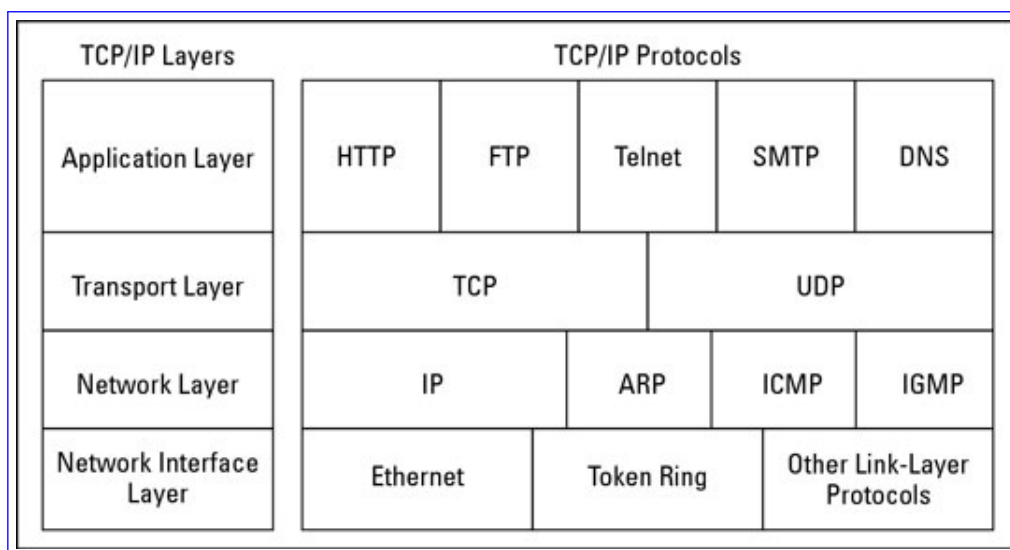 TCP/IP Layers
TCP/IP Protocols
Application Layer
HTTP
FTP
Telnet
SMTP
DNS
Transport Layer
TCP
UDP
Network Layer
IP
ARP
ICMP
IGMP
Network Interface
Layer
Ethernet
Token Ring
Other Link-Layer
Protocols